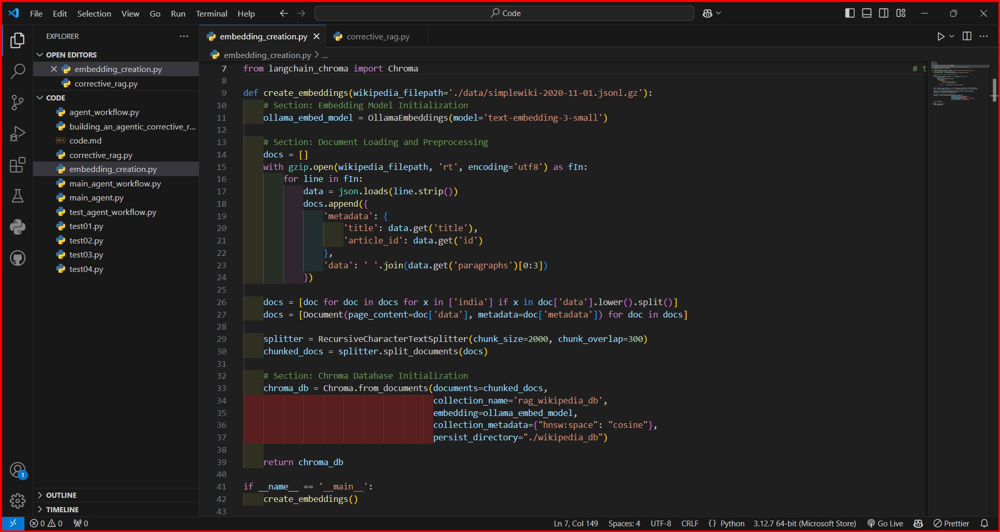 File Edit Selection View Go Run Terminal Help
Code
EXPLORER
OPEN EDITORS
embedding_creation.py
corrective_rag.py
CODE
agent_workflow.py
building_an_agentic_corrective_r...
code.md
corrective_rag.py
embedding_creation.py
main_agent_workflow.py
main_agent.py
test_agent_workflow.py
test01.py
test02.py
test03.py
test04.py
OUTLINE
TIMELINE
embedding_creation.py corrective_rag.py
embedding_creation.py > ...
7 from langchain_chroma import Chroma # t
8
9 def create_embeddings(wikipedia_filepath='./data/simplewiki-2020-11-01.jsonl.gz'):
10 # Section: Embedding Model Initialization
11 ollama_embed_model = OllamaEmbeddings(model='text-embedding-3-small')
12
13 # Section: Document Loading and Preprocessing
14 docs = []
15 with gzip.open(wikipedia_filepath, 'rt', encoding='utf8') as fIn:
16 for line in fIn:
17 data = json.loads(line.strip())
18 docs.append({
19 'metadata': {
20 'title': data.get('title'),
21 'article_id': data.get('id')
22 },
23 'data': ' '.join(data.get('paragraphs')[0:3])
24 })
25
26 docs = [doc for doc in docs for x in ['india'] if x in doc['data'].lower().split()]
27 docs = [Document(page_content=doc['data'], metadata=doc['metadata']) for doc in docs]
28
29 splitter = RecursiveCharacterTextSplitter(chunk_size=2000, chunk_overlap=300)
30 chunked_docs = splitter.split_documents(docs)
31
32 # Section: Chroma Database Initialization
33 chroma_db = Chroma.from_documents(documents=chunked_docs,
34 collection_name='rag_wikipedia_db',
35 embedding=ollama_embed_model,
36 collection_metadata={"hnsw:space": "cosine"},
37 persist_directory="./wikipedia_db")
38
39 return chroma_db
40
41 if __name__ == '__main__':
42 create_embeddings()
43
1
0 0 0 Ln 7, Col 149 Spaces: 4 UTF-8 CRLF {} Python 3.12.7 64-bit (Microsoft Store) Go Live Prettier